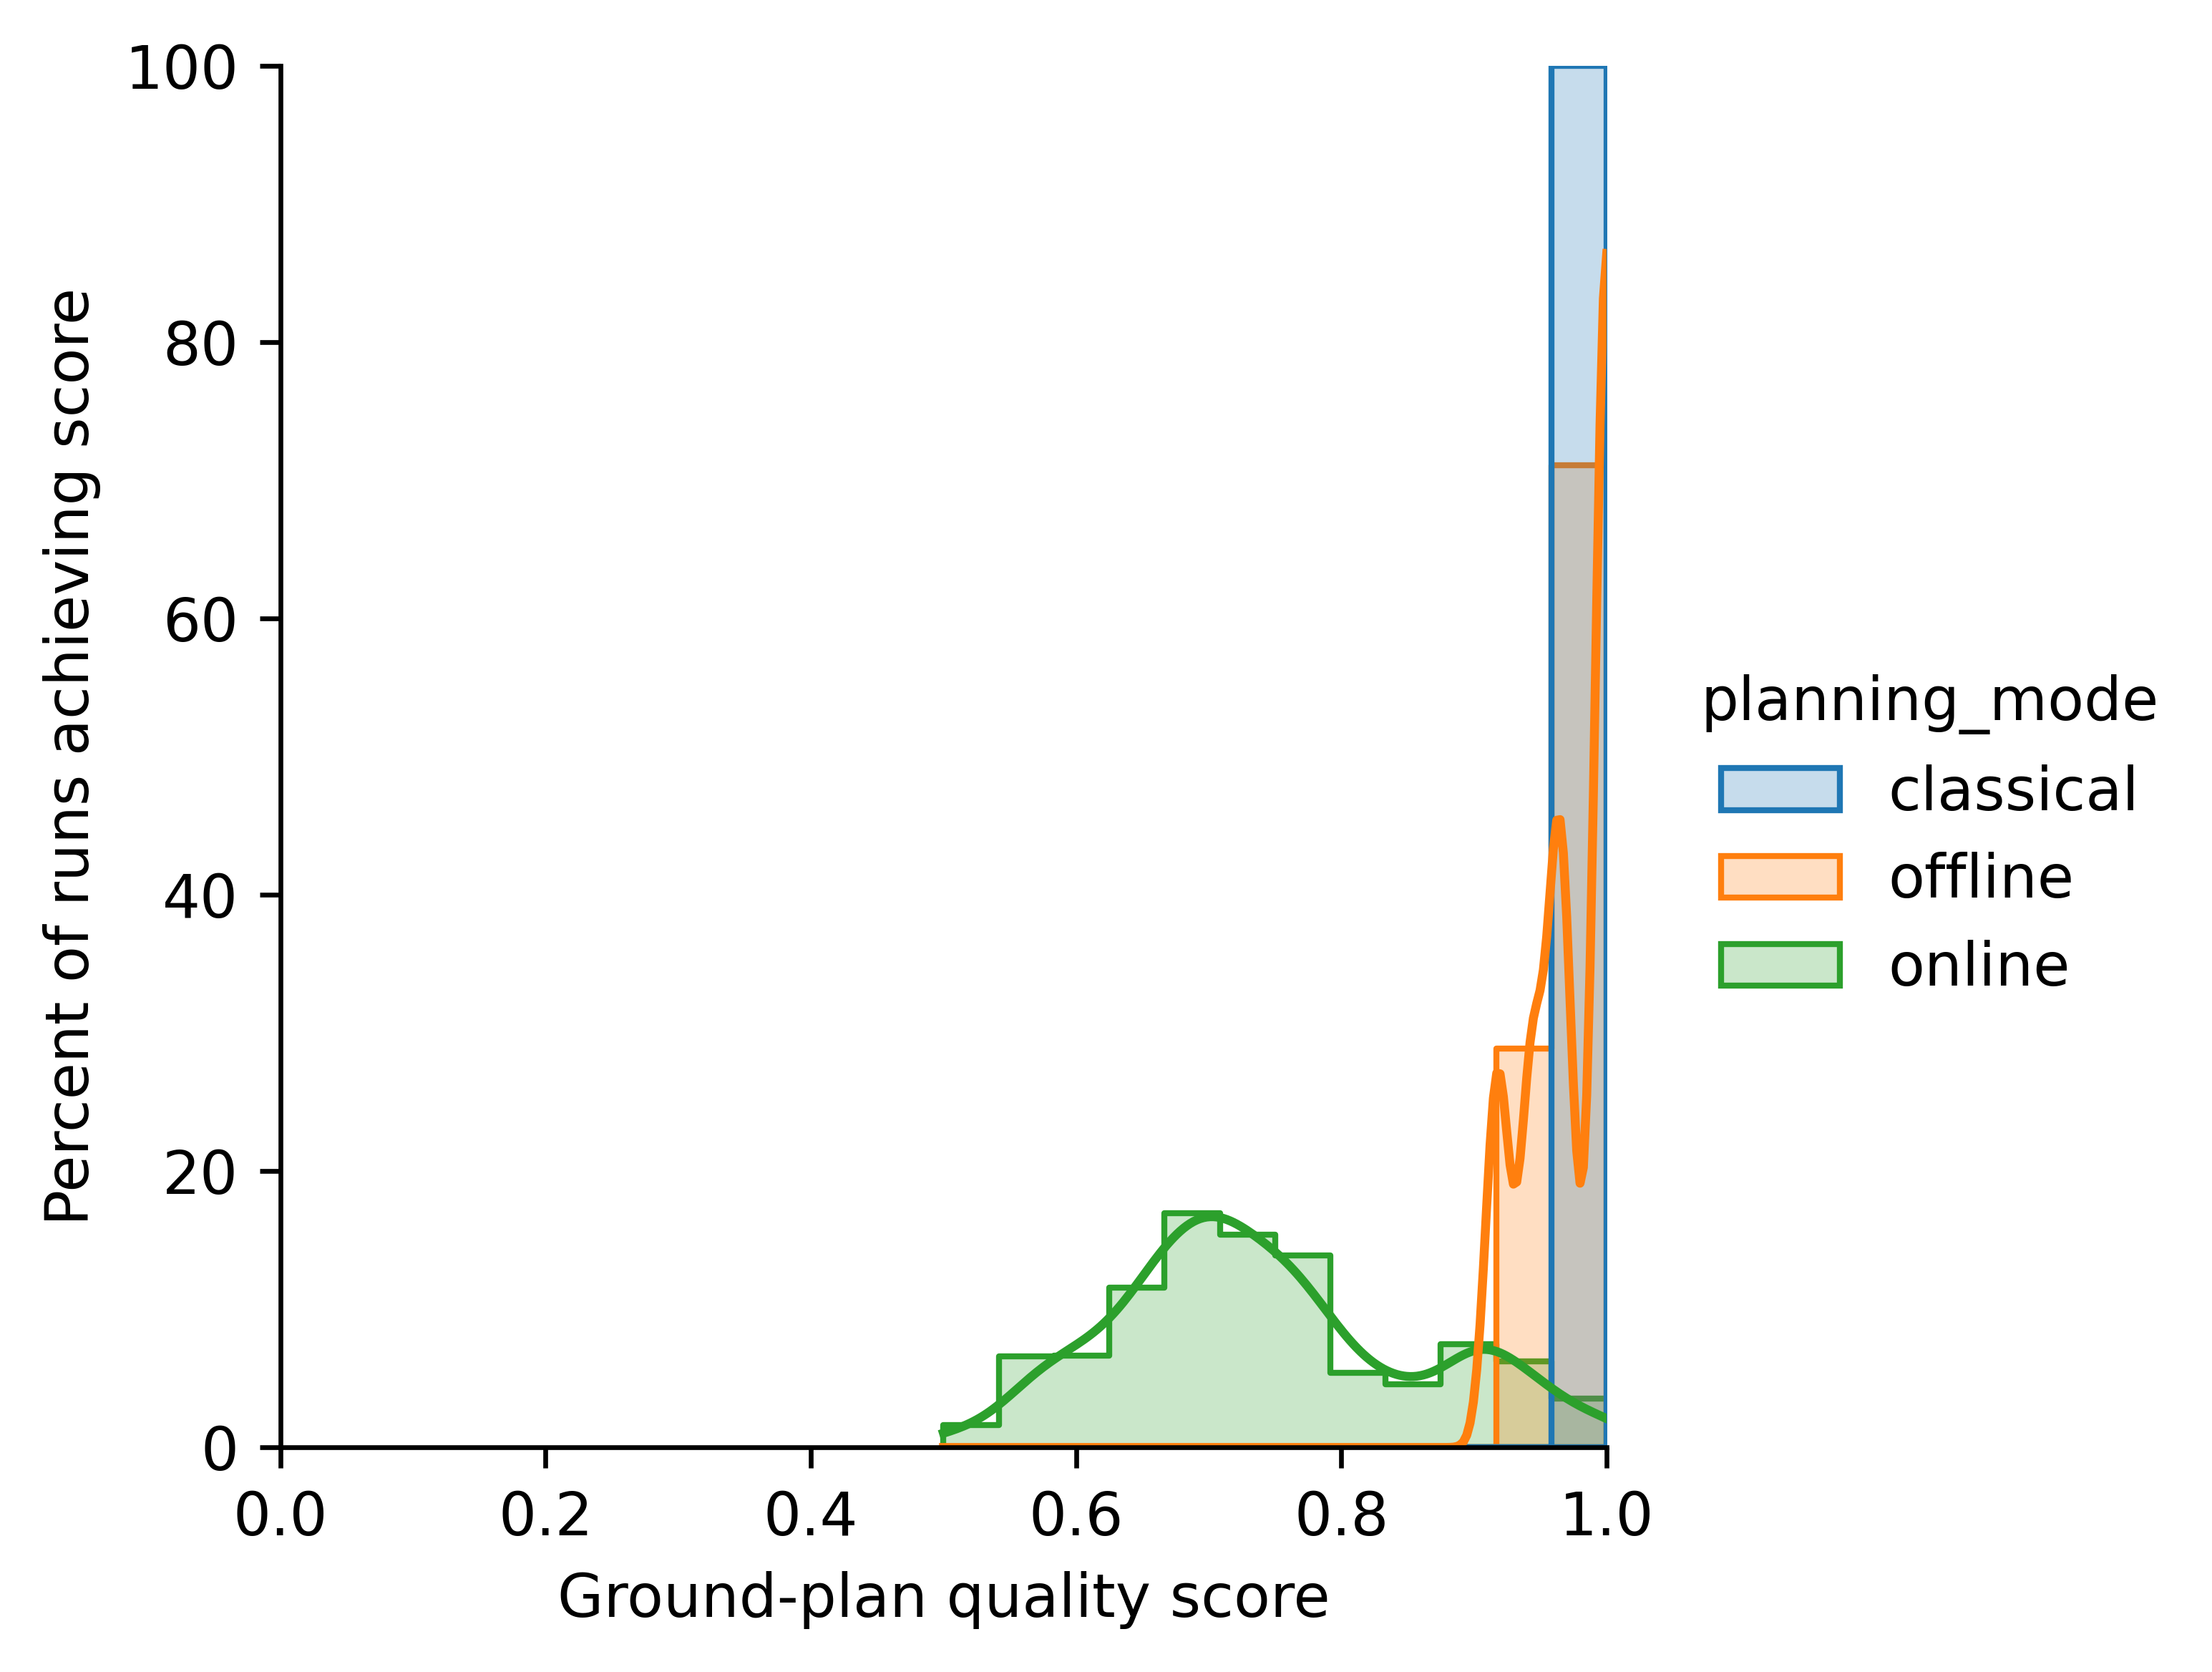 Percent of runs achieving score
100
80
60
40
20
0
0.0 0.2 0.4 0.6 0.8 1.0
Ground-plan quality score
planning_mode
classical
offline
online